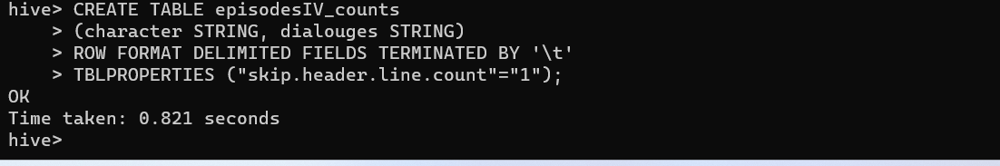 hive> CREATE TABLE episodesIV_counts
    > (character STRING, dialouges STRING)
    > ROW FORMAT DELIMITED FIELDS TERMINATED BY '\t'
    > TBLPROPERTIES ("skip.header.line.count"="1");
OK
Time taken: 0.821 seconds
hive>